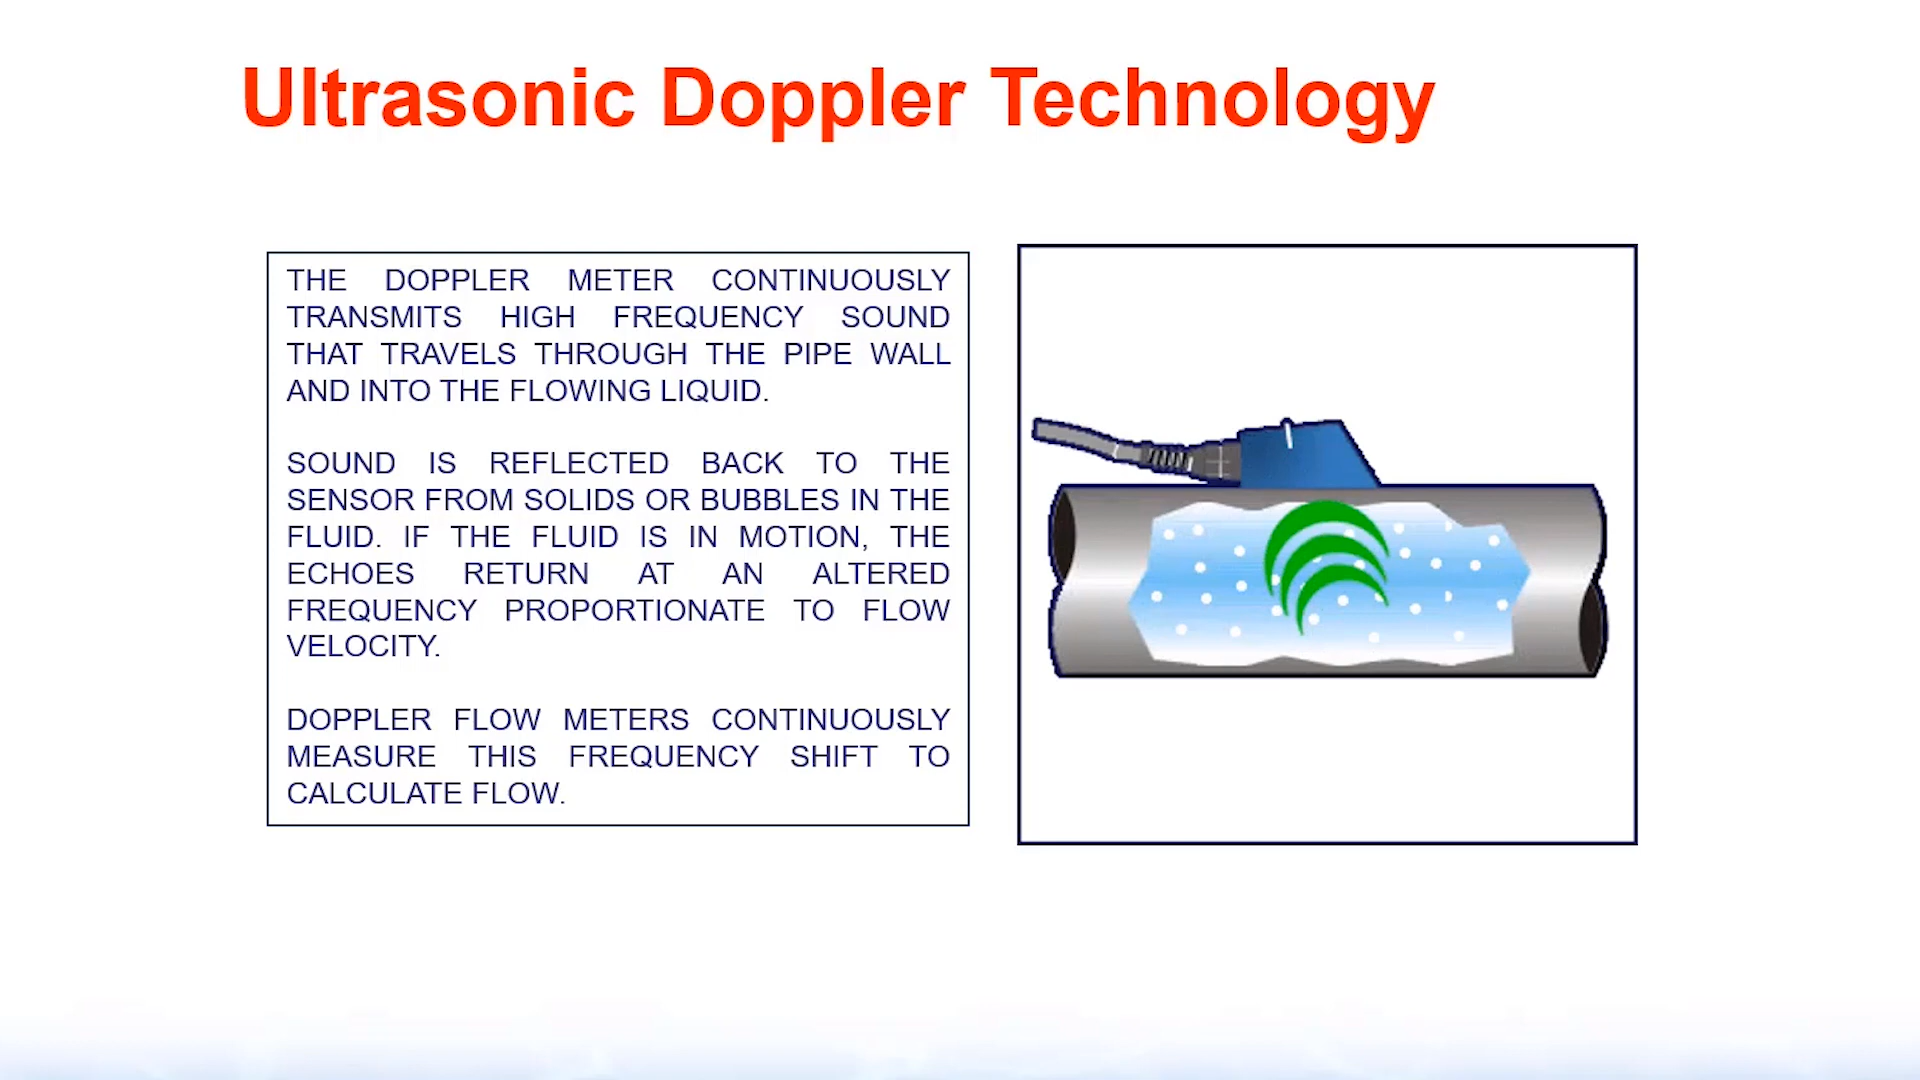 Ultrasonic Doppler Technology
THE DOPPLER METER CONTINUOUSLY
TRANSMITS HIGH FREQUENCY SOUND
THAT TRAVELS THROUGH THE PIPE WALL
AND INTO THE FLOWING LIQUID.
SOUND IS REFLECTED BACK TO THE
SENSOR FROM SOLIDS OR BUBBLES IN THE
FLUID. IF THE FLUID IS IN MOTION, THE
ECHOES RETURN AT AN ALTERED
FREQUENCY PROPORTIONATE TO FLOW
VELOCITY.
DOPPLER FLOW METERS CONTINUOUSLY
MEASURE THIS FREQUENCY SHIFT TO
CALCULATE FLOW.